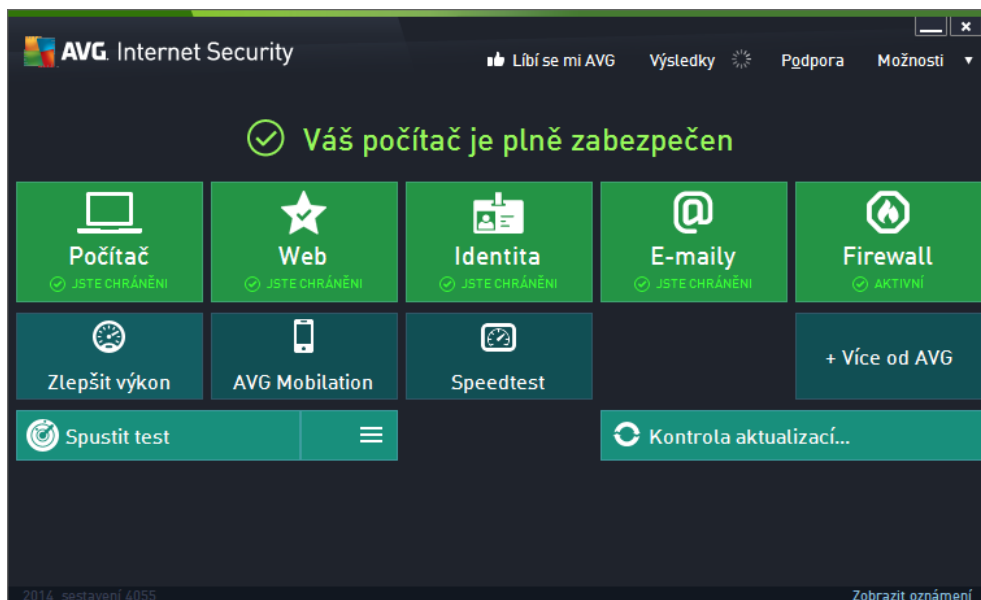 AVG. Internet Security
Líbí se mi AVG Výsledky Podpora Možnosti
Váš počítač je plně zabezpečen
Počítač
JSTE CHRÁNĚNI
Web
JSTE CHRÁNĚNI
Identita
JSTE CHRÁNĚNI
E-maily
JSTE CHRÁNĚNI
Firewall
AKTIVNÍ
Zlepšit výkon
AVG Mobilation
Speedtest
+ Více od AVG
Spustit test
Kontrola aktualizací...
2014 sestavení 4055
Zobrazit oznámení